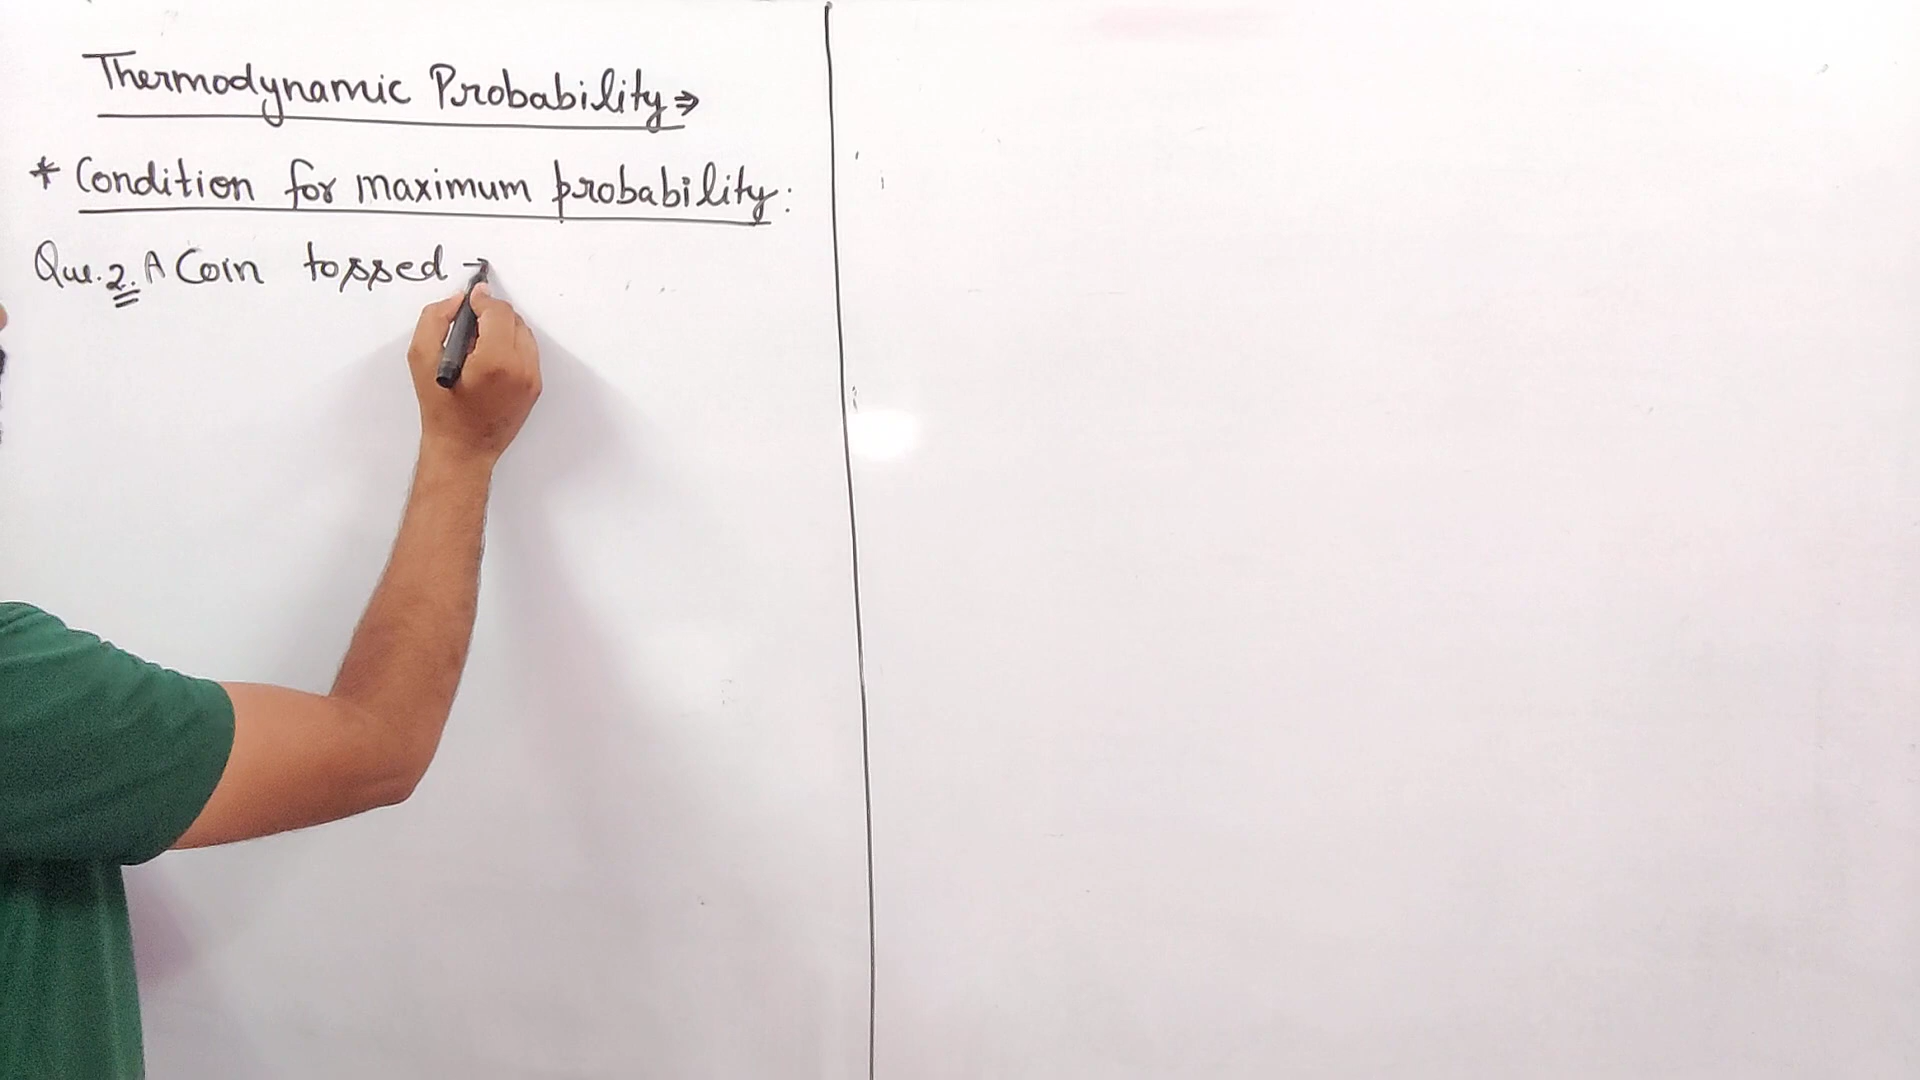 Thermodynamic Probability ⇒
* Condition for maximum probability:
Que. 2. A Coin tossed →